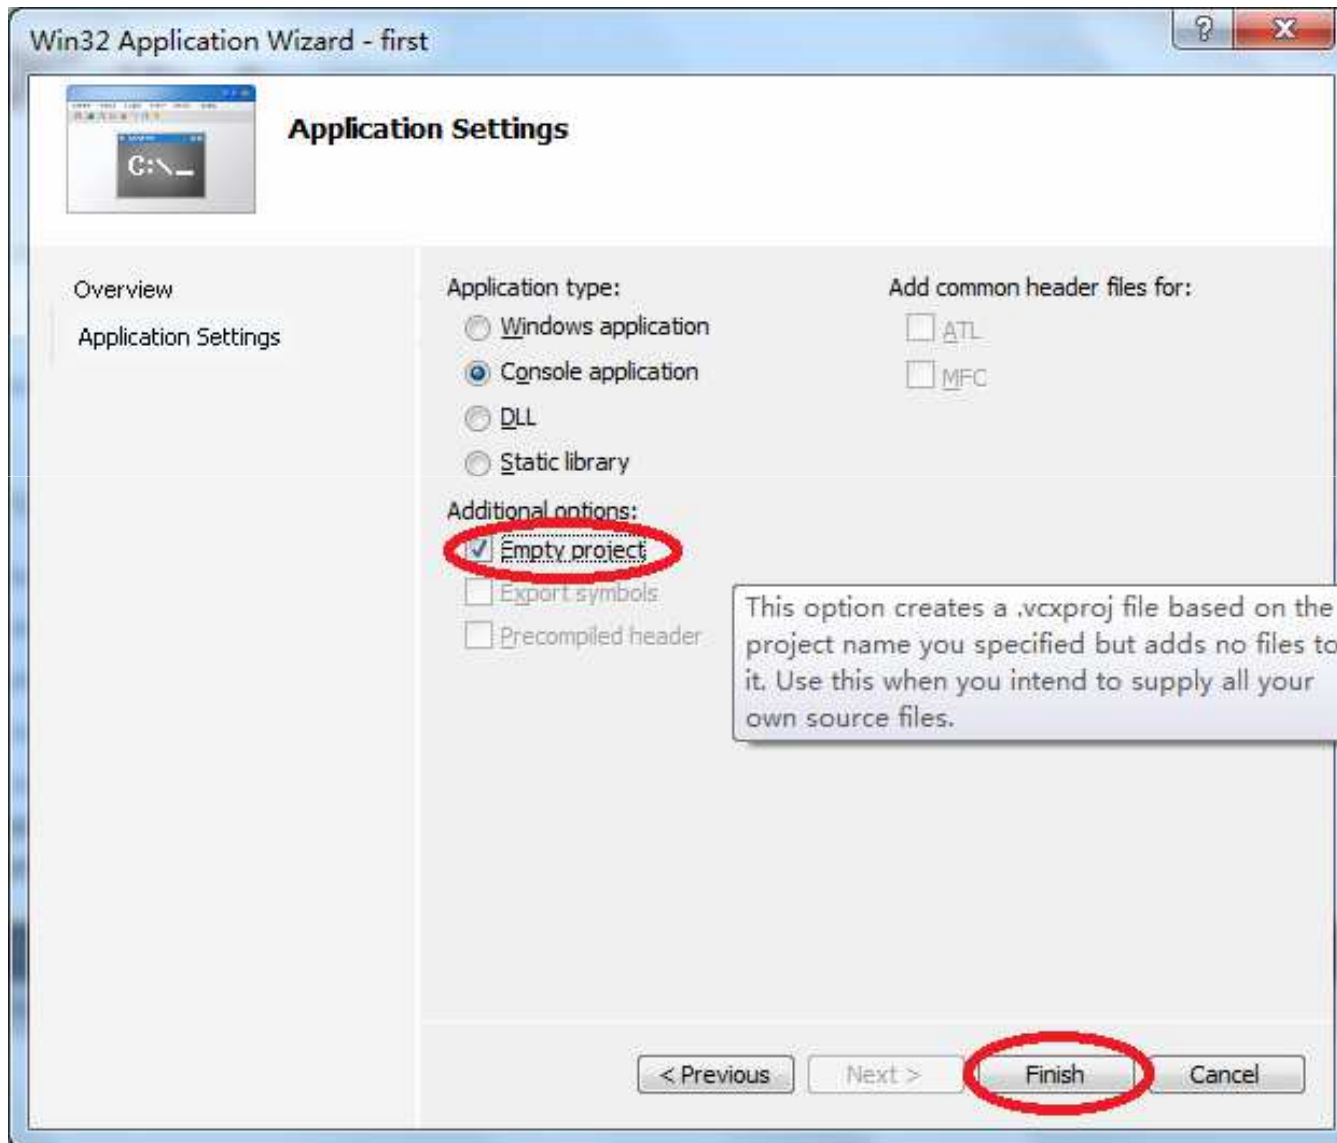 Win32 Application Wizard - first
C:\_
Application Settings
Overview
Application Settings
Application type:
Windows application
Console application
DLL
Static library
Additional options:
Empty project
Export symbols
Precompiled header
Add common header files for:
ATL
MFC
This option creates a .vcxproj file based on the
project name you specified but adds no files to
it. Use this when you intend to supply all your
own source files.
< Previous
Next >
Finish
Cancel